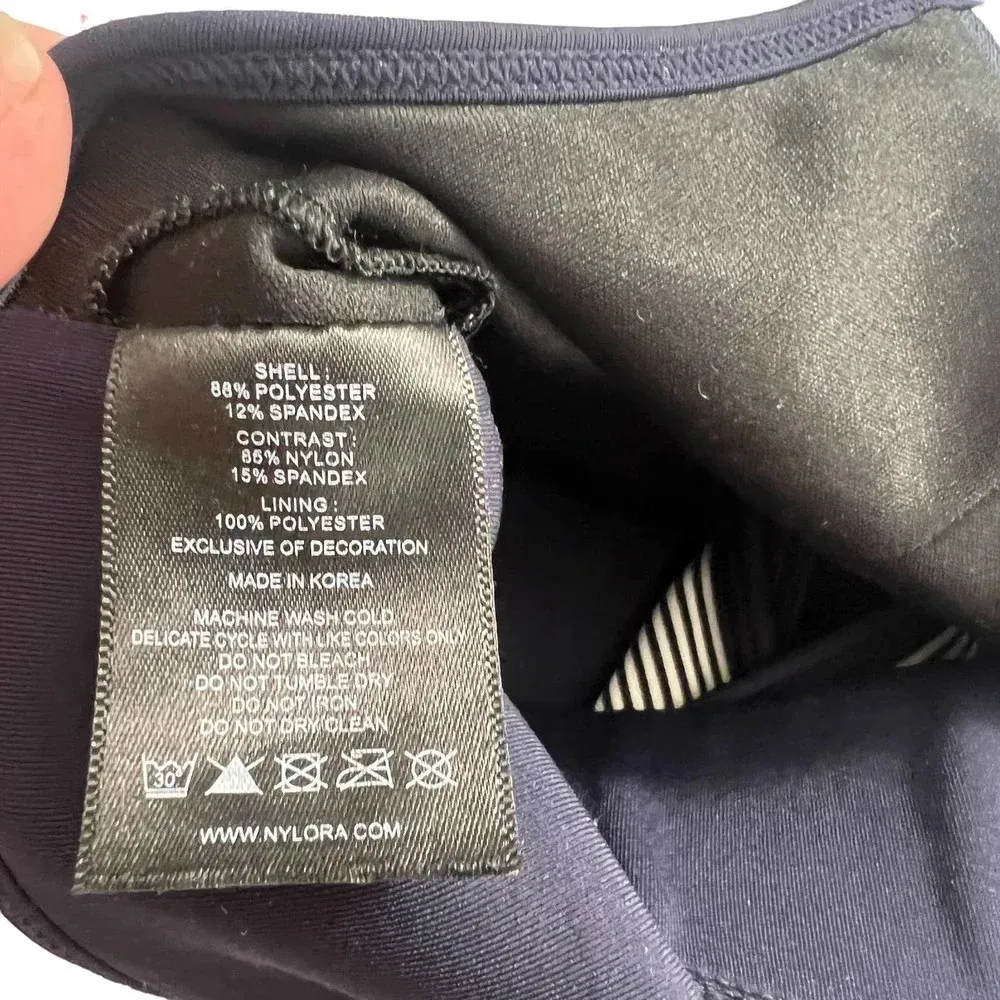 SHELL :
88% POLYESTER
12% SPANDEX
CONTRAST :
85% NYLON
15% SPANDEX
LINING :
100% POLYESTER
EXCLUSIVE OF DECORATION
MADE IN KOREA
MACHINE WASH COLD
DELICATE CYCLE WITH LIKE COLORS ONLY
DO NOT BLEACH
DO NOT TUMBLE DRY
DO NOT IRON
DO NOT DRY CLEAN
30°
WWW.NYLORA.COM